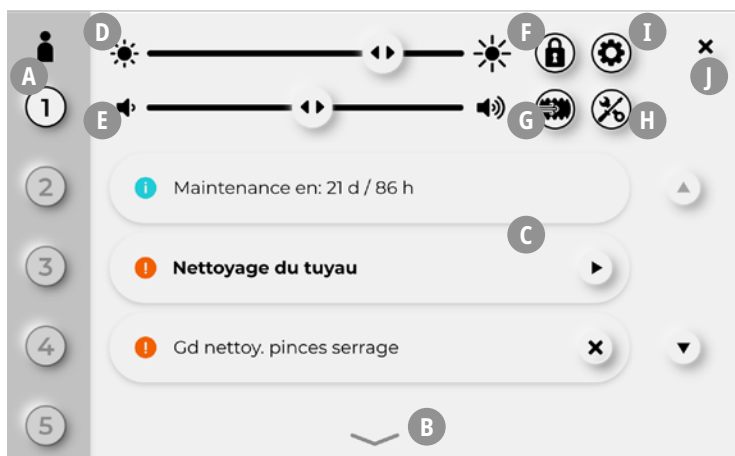 D
F
I
A
1
E
G
H
J
2
Maintenance en: 21 d / 86 h
C
3
Nettoyage du tuyau
4
Gd nettoy. pinces serrage
5
B